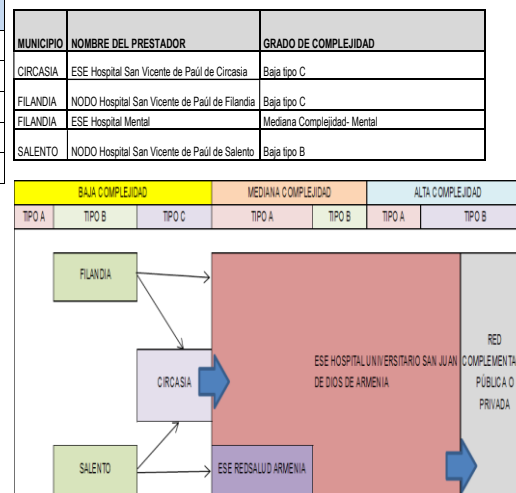 MUNICIPIO NOMBRE DEL PRESTADOR GRADO DE COMPLEJIDAD
CIRCASIA ESE Hospital San Vicente de Paúl de Circasia Baja tipo C
FILANDIA NODO Hospital San Vicente de Paúl de Filandia Baja tipo C
FILANDIA ESE Hospital Mental Mediana Complejidad- Mental
SALENTO NODO Hospital San Vicente de Paúl de Salento Baja tipo B
BAJA COMPLEJIDAD MEDIANA COMPLEJIDAD ALTA COMPLEJIDAD
TIPO A TIPO B TIPO C TIPO A TIPO B TIPO A TIPO B
FILANDIA
CIRCASIA
SALENTO
ESE REDSALUD ARMENIA
ESE HOSPITAL UNIVERSITARIO SAN JUAN
DE DIOS DE ARMENIA
RED
COMPLEMENTA
PÚBLICA O
PRIVADA